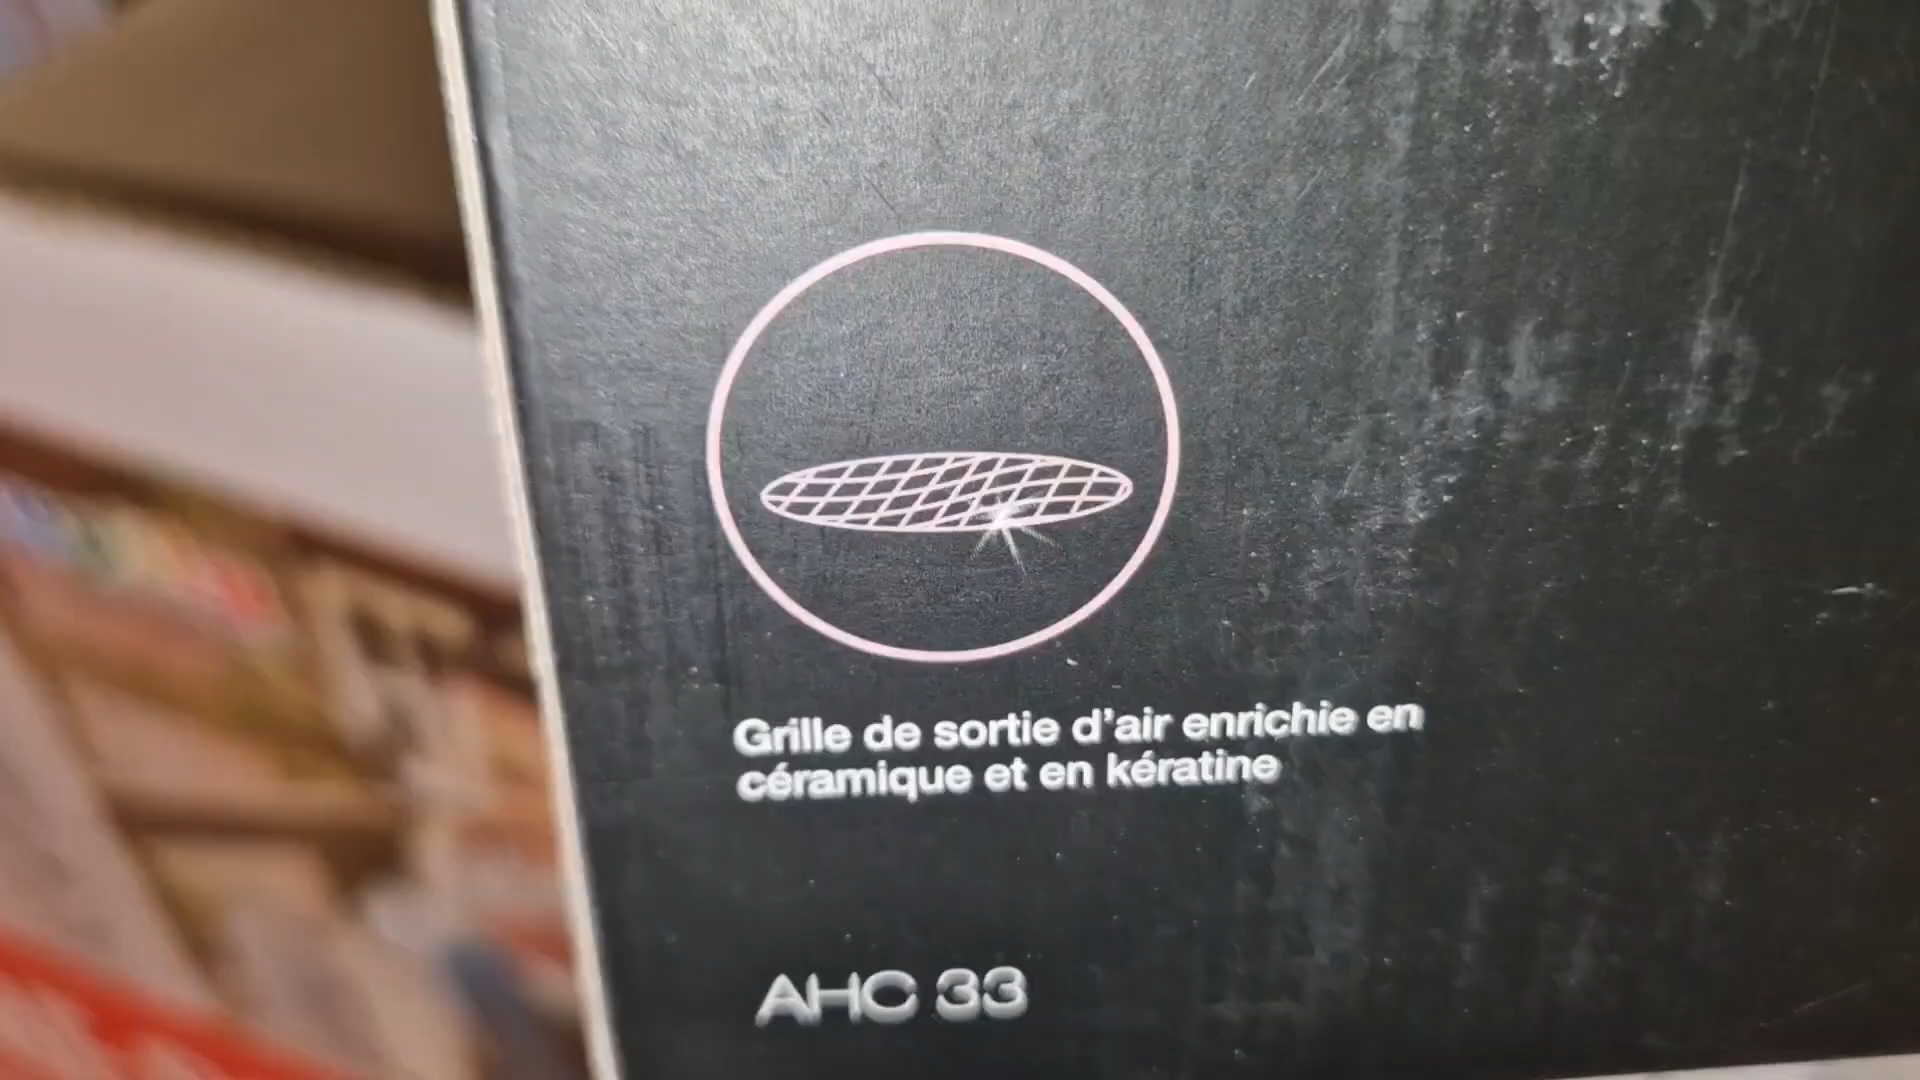 Grille de sortie d'air enrichie en
céramique et en kératine
AHC 33